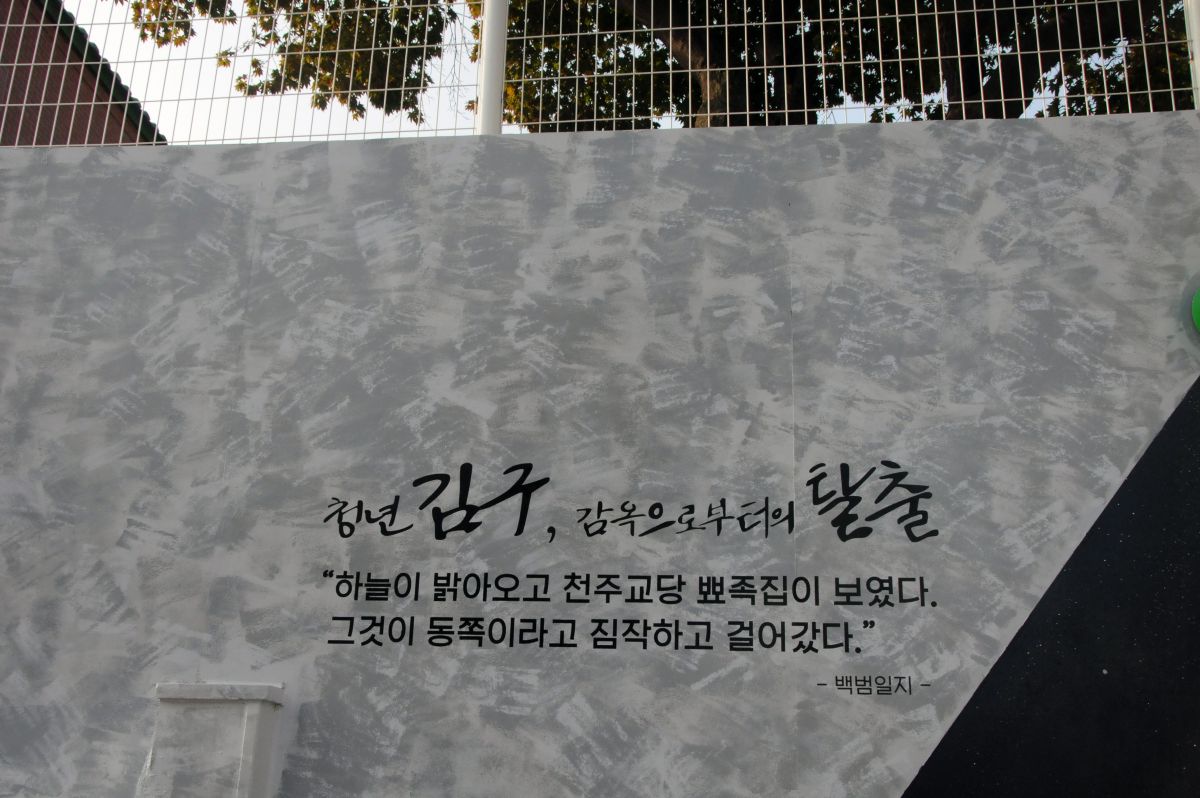 청년 김구, 감옥으로부터의 탈출
“하늘이 밝아오고 천주교당 뾰족집이 보였다.
그것이 동쪽이라고 짐작하고 걸어갔다.”
- 백범일지 -